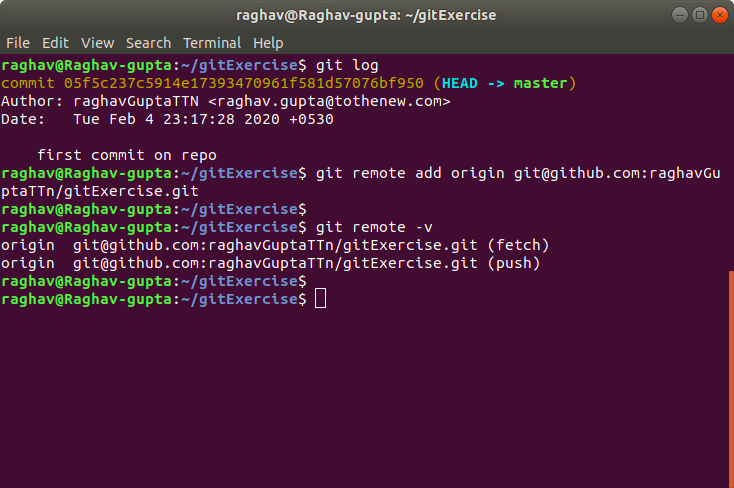 raghav@Raghav-gupta: ~/gitExercise
File Edit View Search Terminal Help
raghav@Raghav-gupta:~/gitExercise$ git log
commit 05f5c237c5914e17393470961f581d57076bf950 (HEAD -> master)
Author: raghavGuptaTTN <raghav.gupta@tothenew.com>
Date:   Tue Feb 4 23:17:28 2020 +0530
    first commit on repo
raghav@Raghav-gupta:~/gitExercise$ git remote add origin git@github.com:raghavGu
ptaTTn/gitExercise.git
raghav@Raghav-gupta:~/gitExercise$
raghav@Raghav-gupta:~/gitExercise$ git remote -v
origin  git@github.com:raghavGuptaTTn/gitExercise.git (fetch)
origin  git@github.com:raghavGuptaTTn/gitExercise.git (push)
raghav@Raghav-gupta:~/gitExercise$
raghav@Raghav-gupta:~/gitExercise$